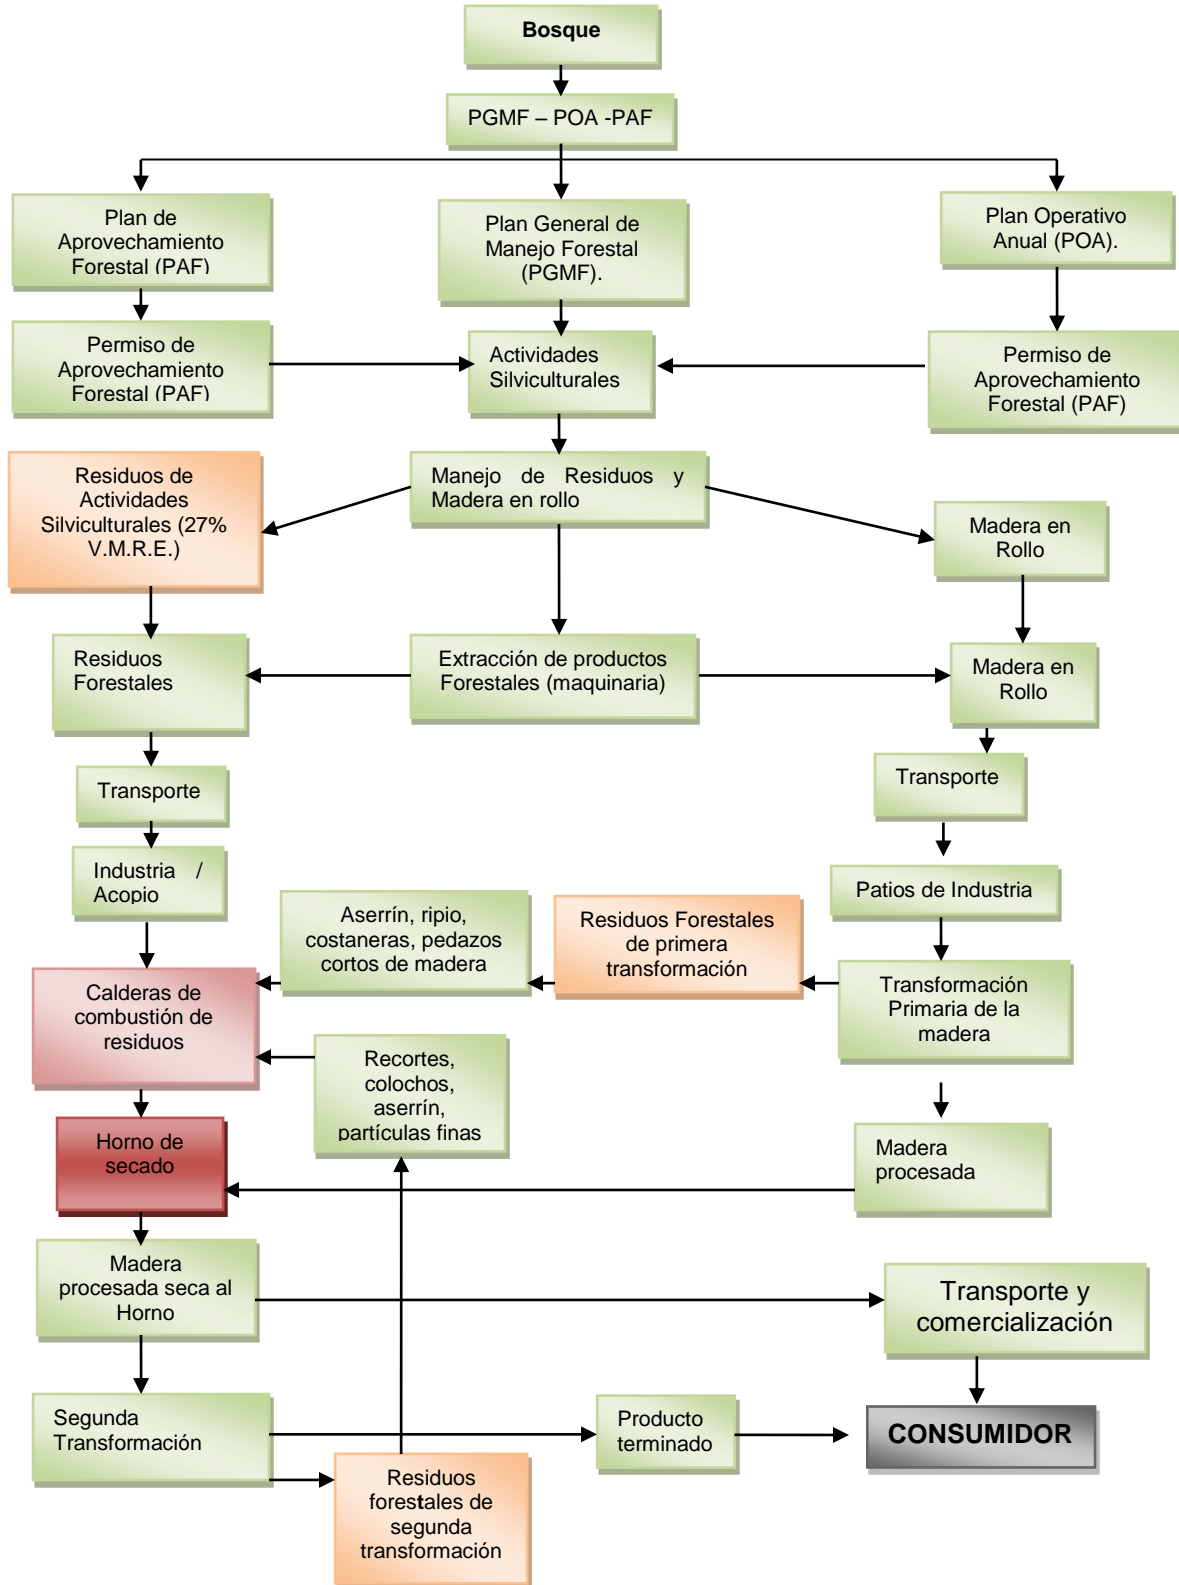 Bosque
PGMF – POA -PAF
Plan de
Aprovechamiento
Forestal (PAF)
Plan General de
Manejo Forestal
(PGMF).
Plan Operativo
Anual (POA).
Permiso de
Aprovechamiento
Forestal (PAF)
Actividades
Silviculturales
Permiso de
Aprovechamiento
Forestal (PAF)
Residuos de
Actividades
Silviculturales (27%
V.M.R.E.)
Manejo de Residuos y
Madera en rollo
Madera en
Rollo
Residuos
Forestales
Extracción de productos
Forestales (maquinaria)
Madera en
Rollo
Transporte
Transporte
Industria /
Acopio
Aserrín, ripio,
costaneras, pedazos
cortos de madera
Residuos Forestales
de primera
transformación
Patios de Industria
Calderas de
combustión de
residuos
Transformación
Primaria de la
madera
Recortes,
colochos,
aserrín,
partículas finas
Horno de
secado
Madera
procesada
Madera
procesada seca al
Horno
Transporte y
comercialización
Segunda
Transformación
Producto
terminado
CONSUMIDOR
Residuos
forestales de
segunda
transformación